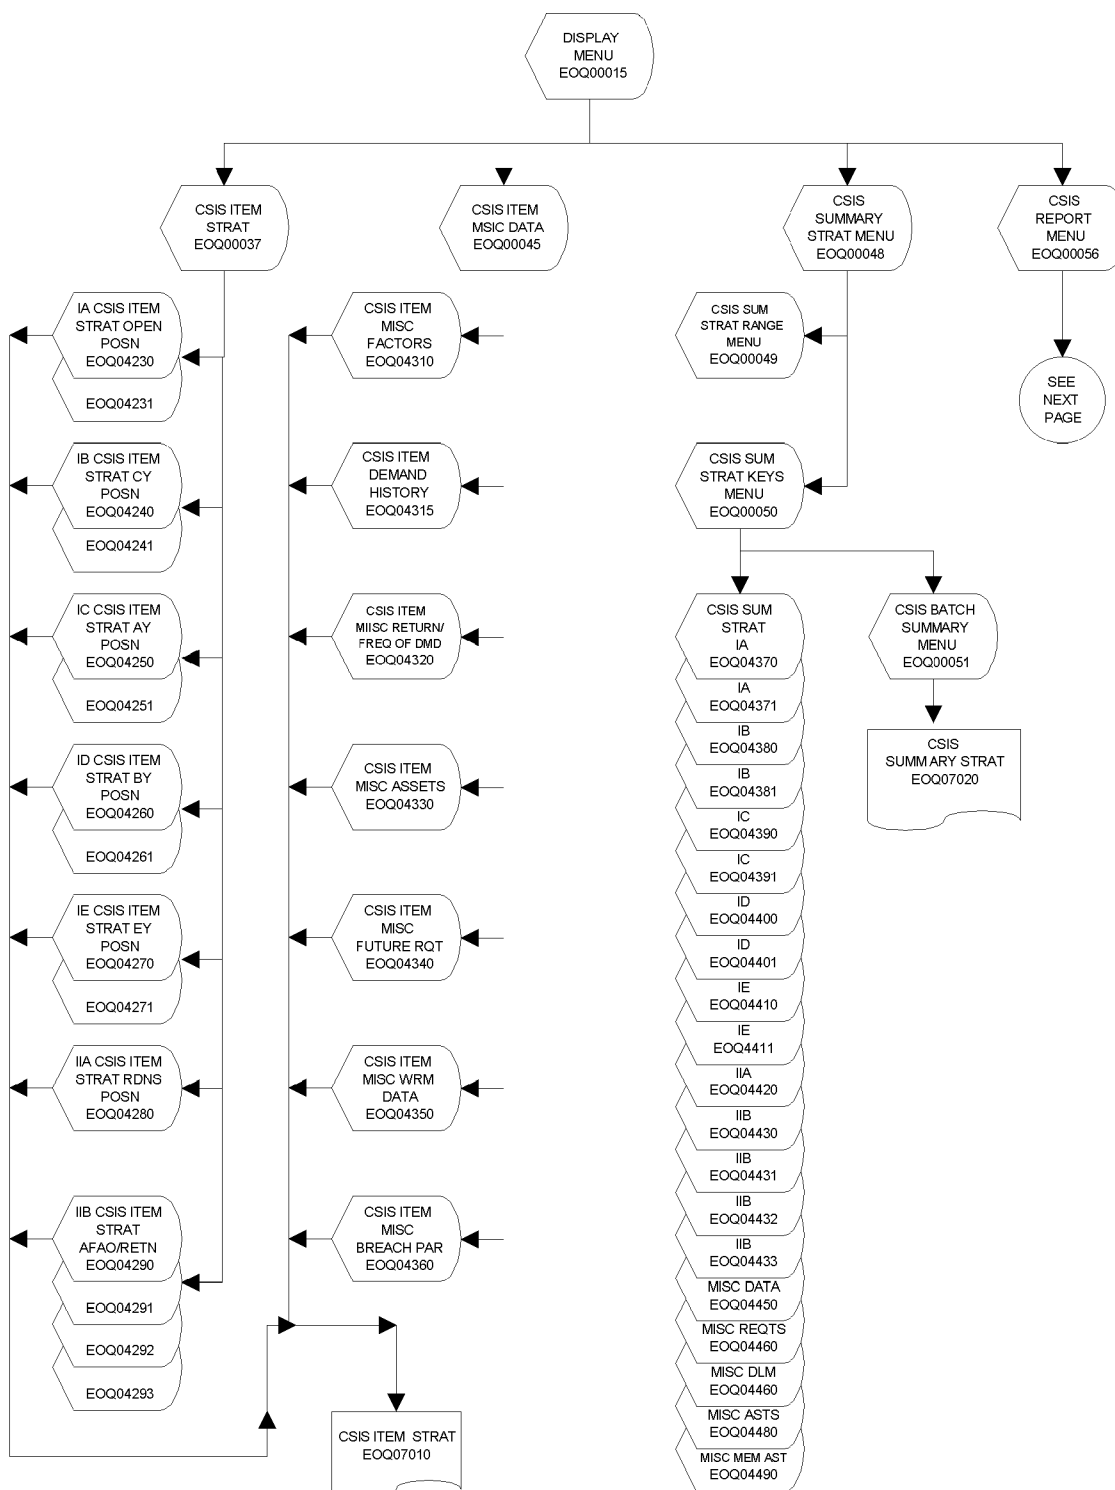 DISPLAY
MENU
EOQ00015
CSIS ITEM
STRAT
EOQ00037
CSIS ITEM
MSIC DATA
EOQ00045
CSIS
SUMMARY
STRAT MENU
EOQ00048
CSIS
REPORT
MENU
EOQ00056
IA CSIS ITEM
STRAT OPEN
POSN
EOQ04230
EOQ04231
IB CSIS ITEM
STRAT CY
POSN
EOQ04240
EOQ04241
IC CSIS ITEM
STRAT AY
POSN
EOQ04250
EOQ04251
ID CSIS ITEM
STRAT BY
POSN
EOQ04260
EOQ04261
IE CSIS ITEM
STRAT EY
POSN
EOQ04270
EOQ04271
IIA CSIS ITEM
STRAT RDNS
POSN
EOQ04280
IIB CSIS ITEM
STRAT
AFAO/RETN
EOQ04290
EOQ04291
EOQ04292
EOQ04293
CSIS ITEM
MISC
FACTORS
EOQ04310
CSIS ITEM
DEMAND
HISTORY
EOQ04315
CSIS ITEM
MIISC RETURN/
FREQ OF DMD
EOQ04320
CSIS ITEM
MISC ASSETS
EOQ04330
CSIS ITEM
MISC
FUTURE RQT
EOQ04340
CSIS ITEM
MISC WRM
DATA
EOQ04350
CSIS ITEM
MISC
BREACH PAR
EOQ04360
CSIS ITEM STRAT
EOQ07010
CSIS SUM
STRAT RANGE
MENU
EOQ00049
CSIS SUM
STRAT KEYS
MENU
EOQ00050
CSIS SUM
STRAT
IA
EOQ04370
IA
EOQ04371
IB
EOQ04380
IB
EOQ04381
IC
EOQ04390
IC
EOQ04391
ID
EOQ04400
ID
EOQ04401
IE
EOQ04410
IE
EOQ4411
IIA
EOQ04420
IIB
EOQ04430
IIB
EOQ04431
IIB
EOQ04432
IIB
EOQ04433
MISC DATA
EOQ04450
MISC REQTS
EOQ04460
MISC DLM
EOQ04460
MISC ASTS
EOQ04480
MISC MEM AST
EOQ04490
CSIS BATCH
SUMMARY
MENU
EOQ00051
CSIS
SUMMARY STRAT
EOQ07020
SEE
NEXT
PAGE